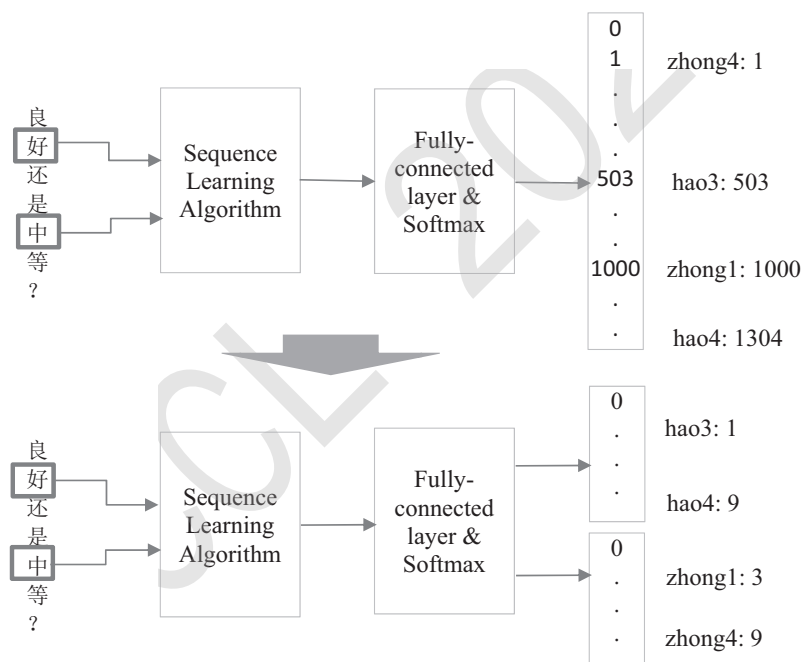 0
1
zhong4: 1
.
.
.
良
好
还
是
中
等
?
Sequence
Learning
Algorithm
Fully-
connected
layer &
Softmax
503
hao3: 503
.
.
1000
zhong1: 1000
.
.
hao4: 1304
CCL 202
良
好
还
是
中
等
?
Sequence
Learning
Algorithm
Fully-
connected
layer &
Softmax
0
.
.
.
hao3: 1
hao4: 9
0
.
.
.
zhong1: 3
zhong4: 9